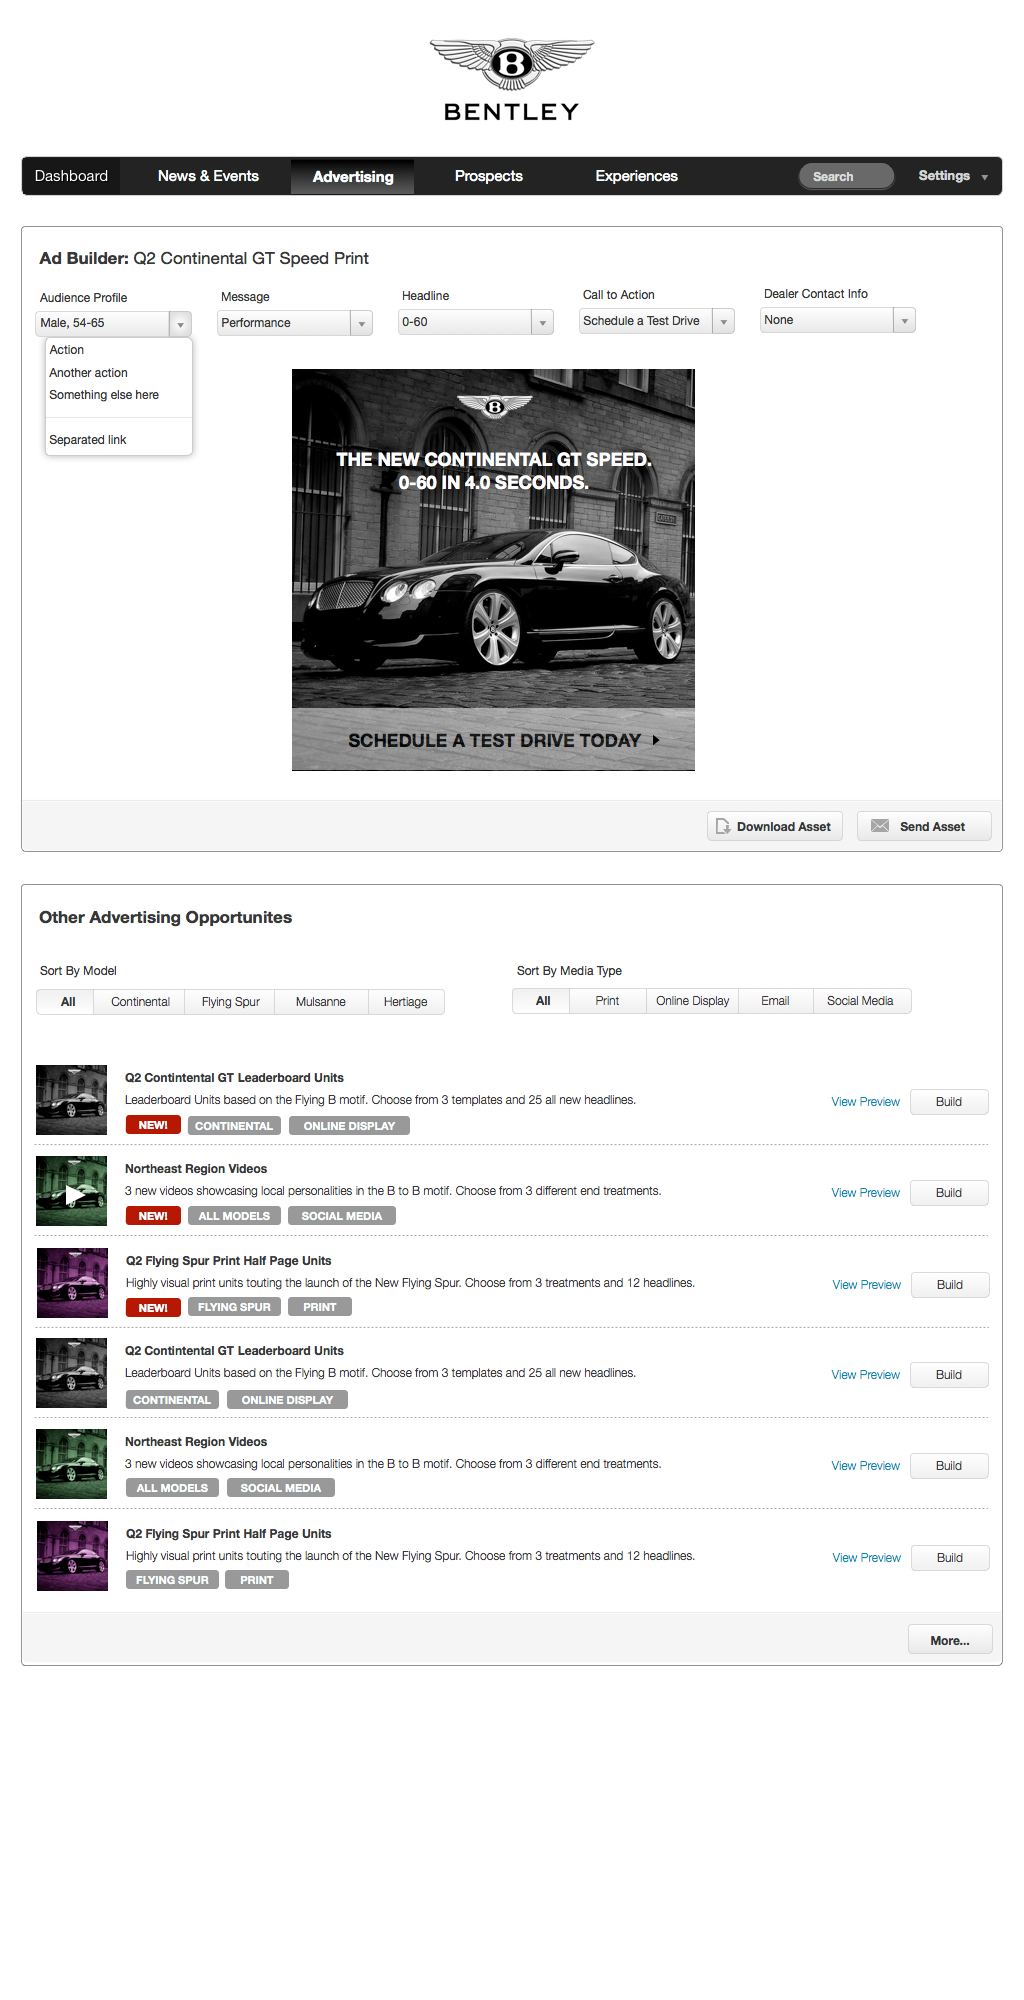 B
BENTLEY
Dashboard News & Events Advertising Prospects Experiences Search Settings
Ad Builder: Q2 Continental GT Speed Print
Audience Profile Message Headline Call to Action Dealer Contact Info
Male, 54-65 Performance 0-60 Schedule a Test Drive None
Action
Another action
Something else here
Separated link
B
THE NEW CONTINENTAL GT SPEED.
0-60 IN 4.0 SECONDS.
SCHEDULE A TEST DRIVE TODAY
Download Asset Send Asset
Other Advertising Opportunites
Sort By Model Sort By Media Type
All Continental Flying Spur Mulsanne Hertiage All Print Online Display Email Social Media
Q2 Contintental GT Leaderboard Units
Leaderboard Units based on the Flying B motif. Choose from 3 templates and 25 all new headlines. View Preview Build
NEW! CONTINENTAL ONLINE DISPLAY
Northeast Region Videos
3 new videos showcasing local personalities in the B to B motif. Choose from 3 different end treatments. View Preview Build
NEW! ALL MODELS SOCIAL MEDIA
Q2 Flying Spur Print Half Page Units
Highly visual print units touting the launch of the New Flying Spur. Choose from 3 treatments and 12 headlines. View Preview Build
NEW! FLYING SPUR PRINT
Q2 Contintental GT Leaderboard Units
Leaderboard Units based on the Flying B motif. Choose from 3 templates and 25 all new headlines. View Preview Build
CONTINENTAL ONLINE DISPLAY
Northeast Region Videos
3 new videos showcasing local personalities in the B to B motif. Choose from 3 different end treatments. View Preview Build
ALL MODELS SOCIAL MEDIA
Q2 Flying Spur Print Half Page Units
Highly visual print units touting the launch of the New Flying Spur. Choose from 3 treatments and 12 headlines. View Preview Build
FLYING SPUR PRINT
More...